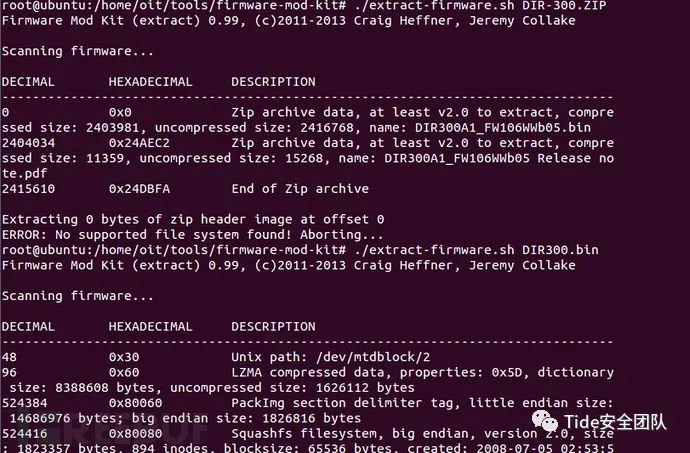 root@ubuntu:/home/oit/tools/firmware-mod-kit# ./extract-firmware.sh DIR-300.ZIP
Firmware Mod Kit (extract) 0.99, (c)2011-2013 Craig Heffner, Jeremy Collake
Scanning firmware...
DECIMAL HEXADECIMAL DESCRIPTION
--------------------------------------------------------------------------------
0 0x0 Zip archive data, at least v2.0 to extract, compre
ssed size: 2403981, uncompressed size: 2416768, name: DIR300A1_FW106WWb05.bin
2404034 0x24AEC2 Zip archive data, at least v2.0 to extract, compre
ssed size: 11359, uncompressed size: 15268, name: DIR300A1_FW106WWb05 Release no
te.pdf
2415610 0x24DBFA End of Zip archive
Extracting 0 bytes of zip header image at offset 0
ERROR: No supported file system found! Aborting...
root@ubuntu:/home/oit/tools/firmware-mod-kit# ./extract-firmware.sh DIR300.bin
Firmware Mod Kit (extract) 0.99, (c)2011-2013 Craig Heffner, Jeremy Collake
Scanning firmware...
DECIMAL HEXADECIMAL DESCRIPTION
--------------------------------------------------------------------------------
48 0x30 Unix path: /dev/mtdblock/2
96 0x60 LZMA compressed data, properties: 0x5D, dictionary
size: 8388608 bytes, uncompressed size: 1626112 bytes
524384 0x80060 PackImg section delimiter tag, little endian size:
14686976 bytes; big endian size: 1826816 bytes
524416 0x80080 Squashfs filesystem, big endian, version 2.0, size
: 1823357 bytes, 894 inodes, blocksize: 65536 bytes, created: 2008-07-05 02:53:5
Tide安全团队